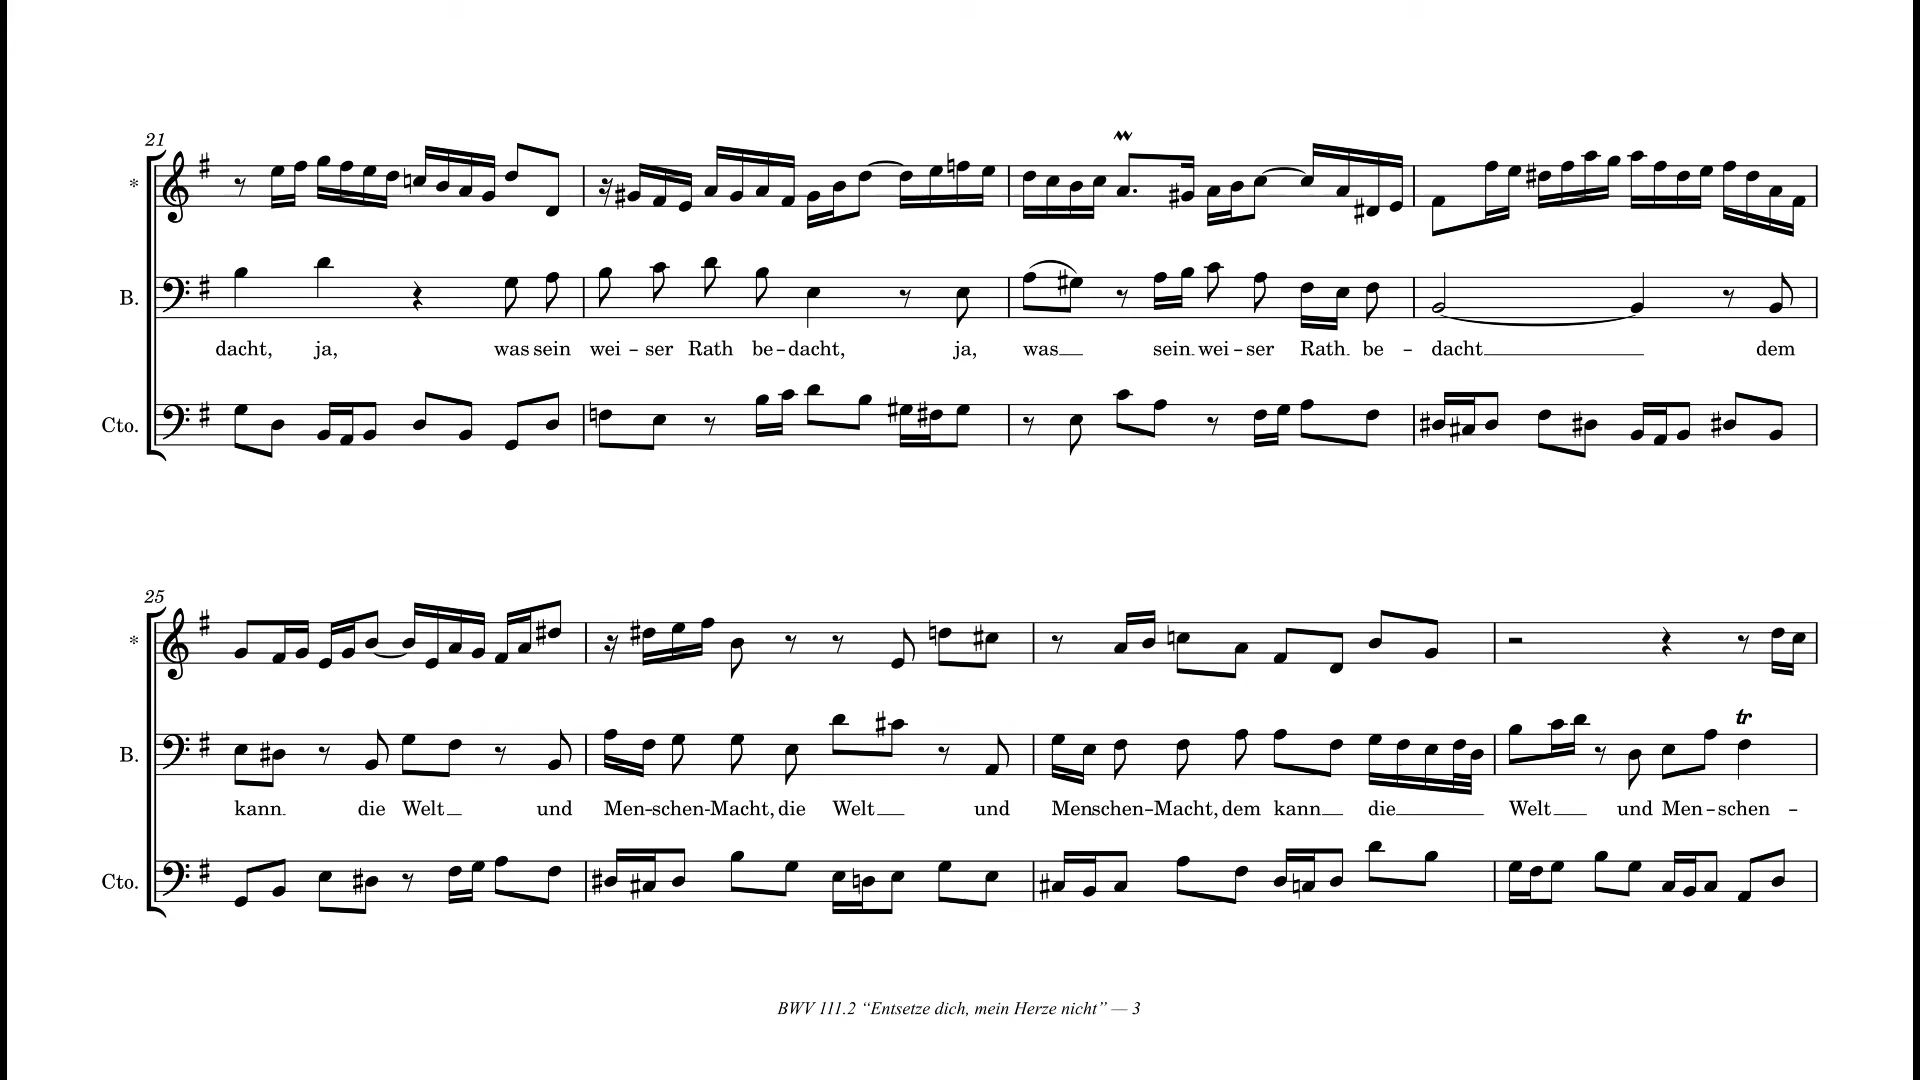 21
*
B.
dacht, ja, was sein wei – ser Rath be – dacht, ja, was sein wei – ser Rath be – dacht dem
Cto.
25
*
tr
B.
kann die Welt und Men – schen – Macht, die Welt und Menschen – Macht, dem kann die Welt und Men – schen –
Cto.
BWV 111.2 “Entsetze dich, mein Herze nicht” — 3